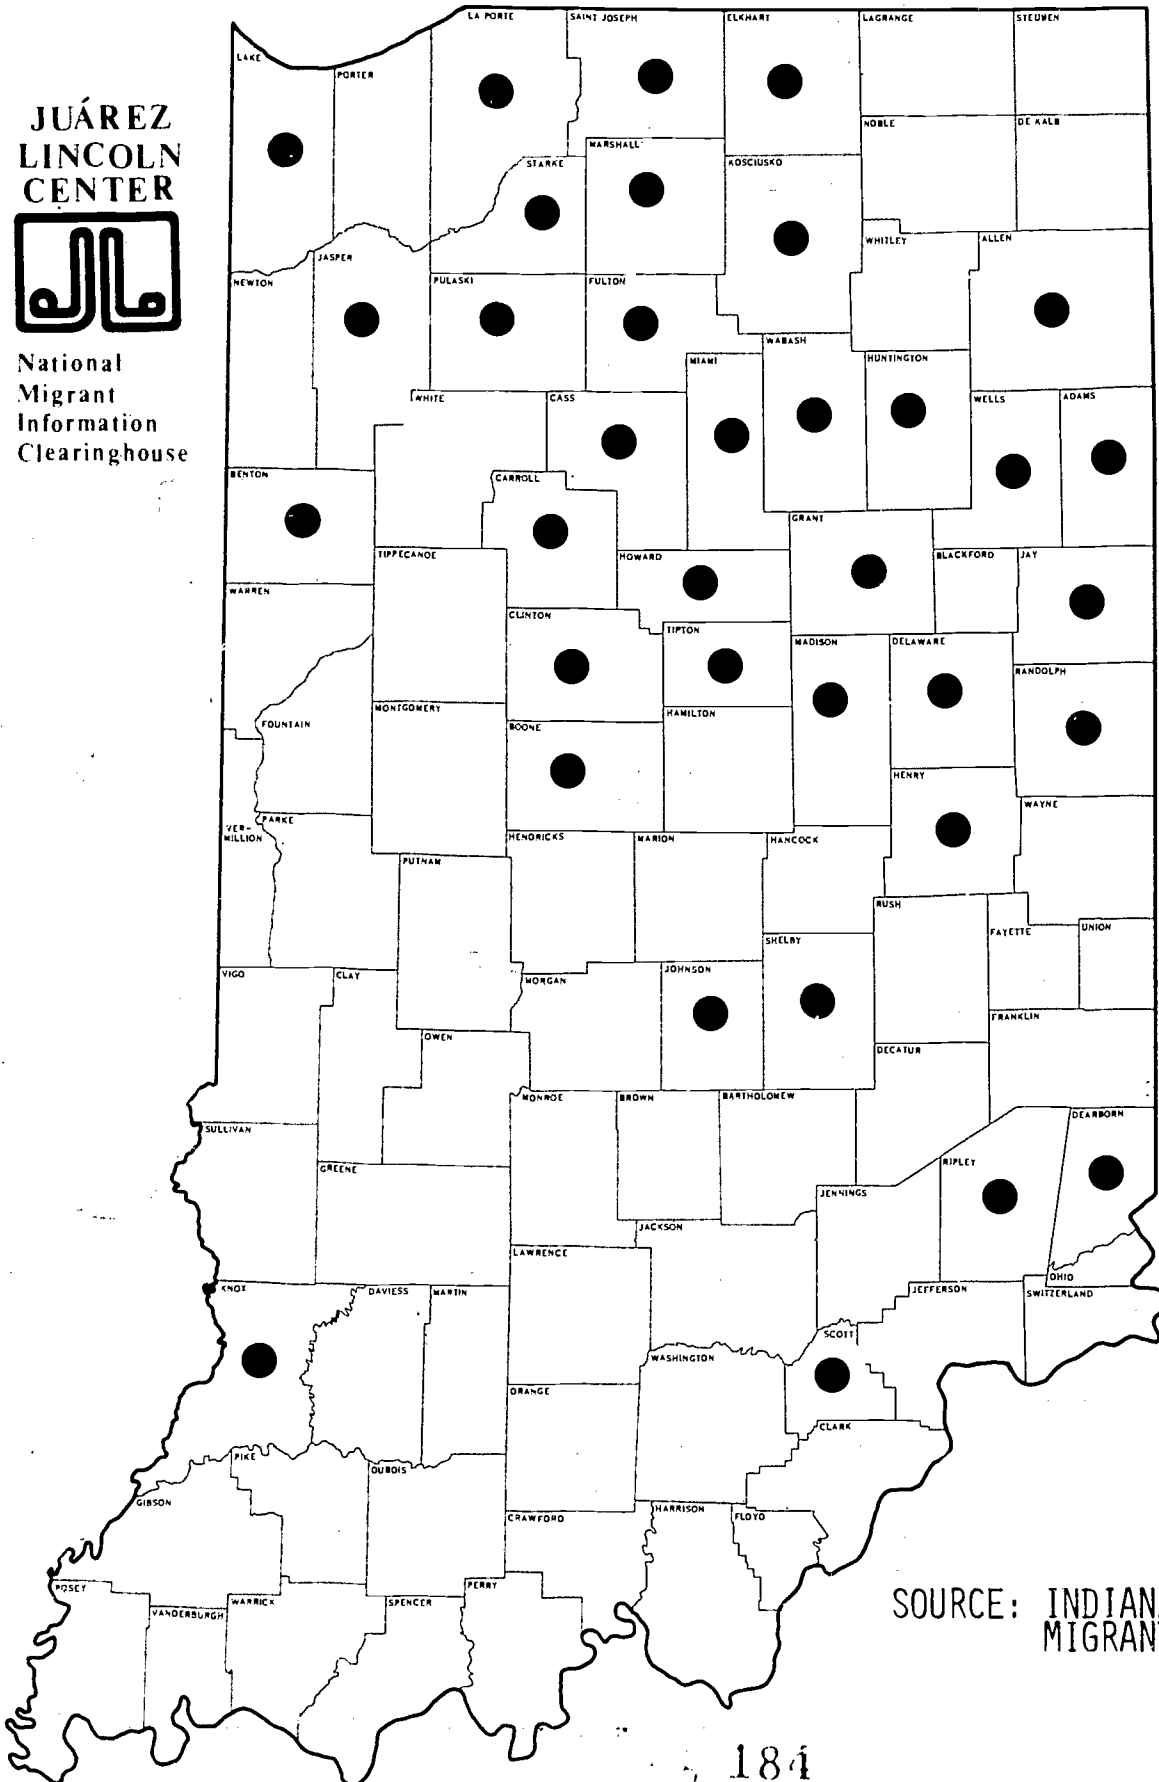 LA PORTE
SAINT JOSEPH
ELKHART
LAGRANGE
STEUBEN
LAKE
PORTER
JUÁREZ
LINCOLN
CENTER
National
Migrant
Information
Clearinghouse
NOBLE
DE KALB
MARSHALL
STARKE
KOSCIUSKO
WHITLEY
ALLEN
JASPER
NEWTON
PULASKI
FULTON
WABASH
MIAMI
HUNTINGTON
WHITE
CASS
WELLS
ADAMS
BENTON
CARROLL
GRANT
TIPPECANOE
HOWARD
BLACKFORD
JAY
WARREN
CLINTON
TIPTON
MADISON
DELAWARE
RANDOLPH
MONTGOMERY
HAMILTON
FOUNTAIN
BOONE
HENRY
WAYNE
PARKE
VER-
MILLION
HENDRICKS
MARION
HANCOCK
PUTNAM
RUSH
FAYETTE
UNION
SHELBY
VIGO
CLAY
MORGAN
JOHNSON
FRANKLIN
OWEN
DECATUR
MONROE
BROWN
BARTHOLOMEW
DEARBORN
SULLIVAN
GREENE
RIPLEY
JENNINGS
JACKSON
LAWRENCE
OHIO
KNOX
DAVIESS
MARTIN
JEFFERSON
SWITZERLAND
SCOTT
WASHINGTON
ORANGE
CLARK
PIKE
DUBOIS
GIBSON
CRAWFORD
HARRISON
FLOYD
POSEY
VANDERBURGH
WARRICK
SPENCER
PERRY
SOURCE: INDIAN
MIGRAN
184